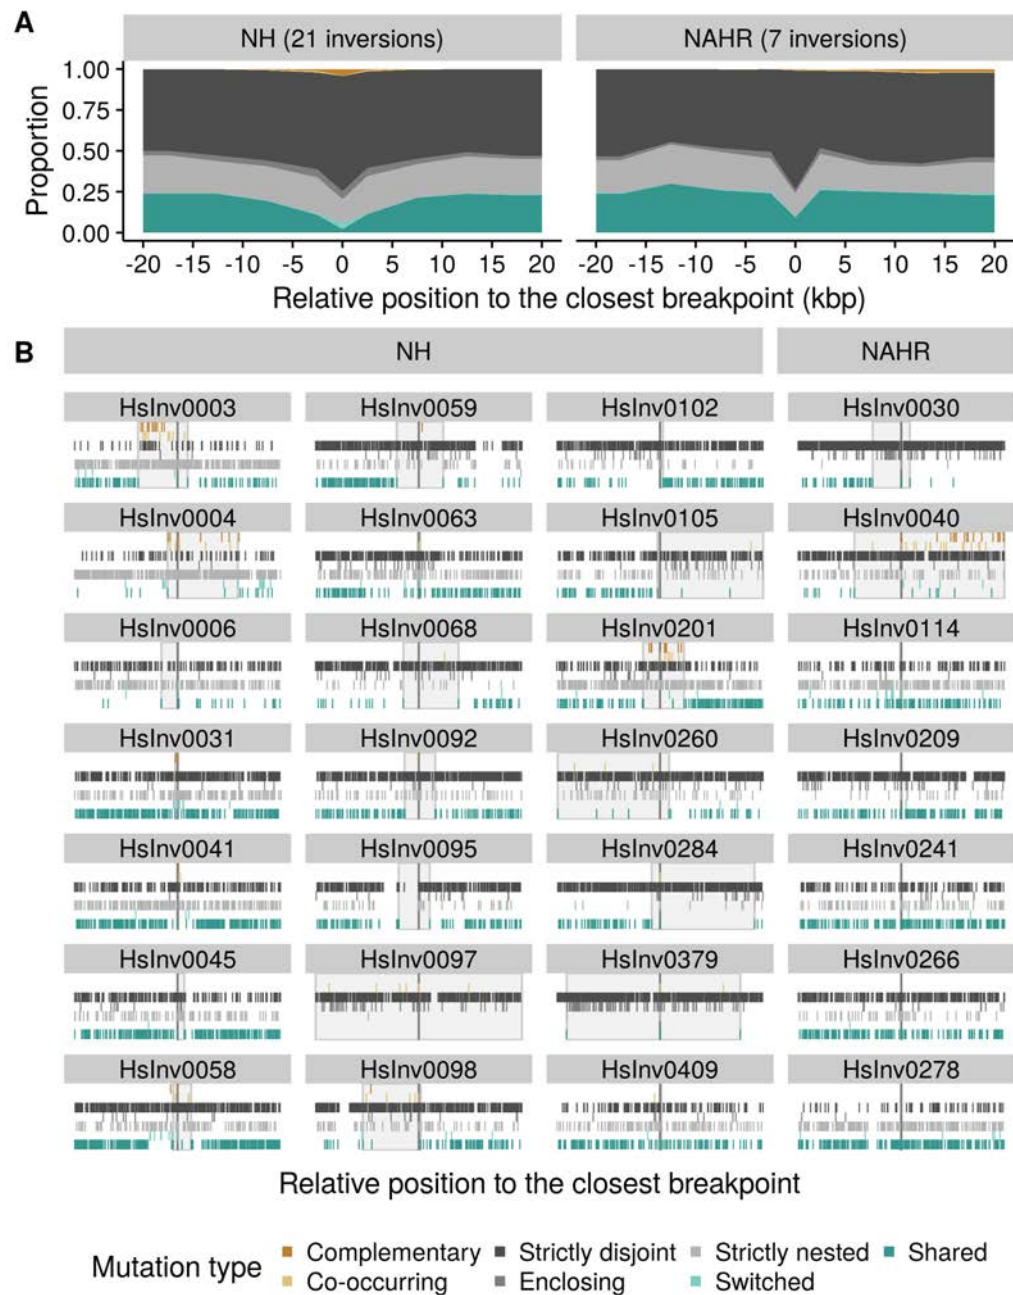 A
NH (21 inversions)
NAHR (7 inversions)
Proportion
1.00
0.75
0.50
0.25
0.00
-20 -15 -10 -5 0 5 10 15 20
-20 -15 -10 -5 0 5 10 15 20
Relative position to the closest breakpoint (kbp)
B
NH
NAHR
HsInv0003 HsInv0059 HsInv0102 HsInv0030
HsInv0004 HsInv0063 HsInv0105 HsInv0040
HsInv0006 HsInv0068 HsInv0201 HsInv0114
HsInv0031 HsInv0092 HsInv0260 HsInv0209
HsInv0041 HsInv0095 HsInv0284 HsInv0241
HsInv0045 HsInv0097 HsInv0379 HsInv0266
HsInv0058 HsInv0098 HsInv0409 HsInv0278
Relative position to the closest breakpoint
Mutation type
Complementary Strictly disjoint Strictly nested Shared
Co-occurring Enclosing Switched